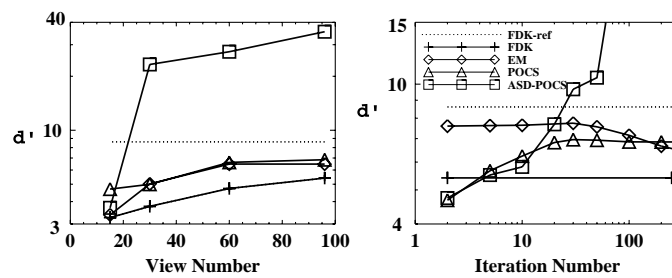 40
10
3
d'
0 20 40 60 80 100
View Number
15
10
4
d'
FDK-ref
FDK
EM
POCS
ASD-POCS
1 10 100
Iteration Number